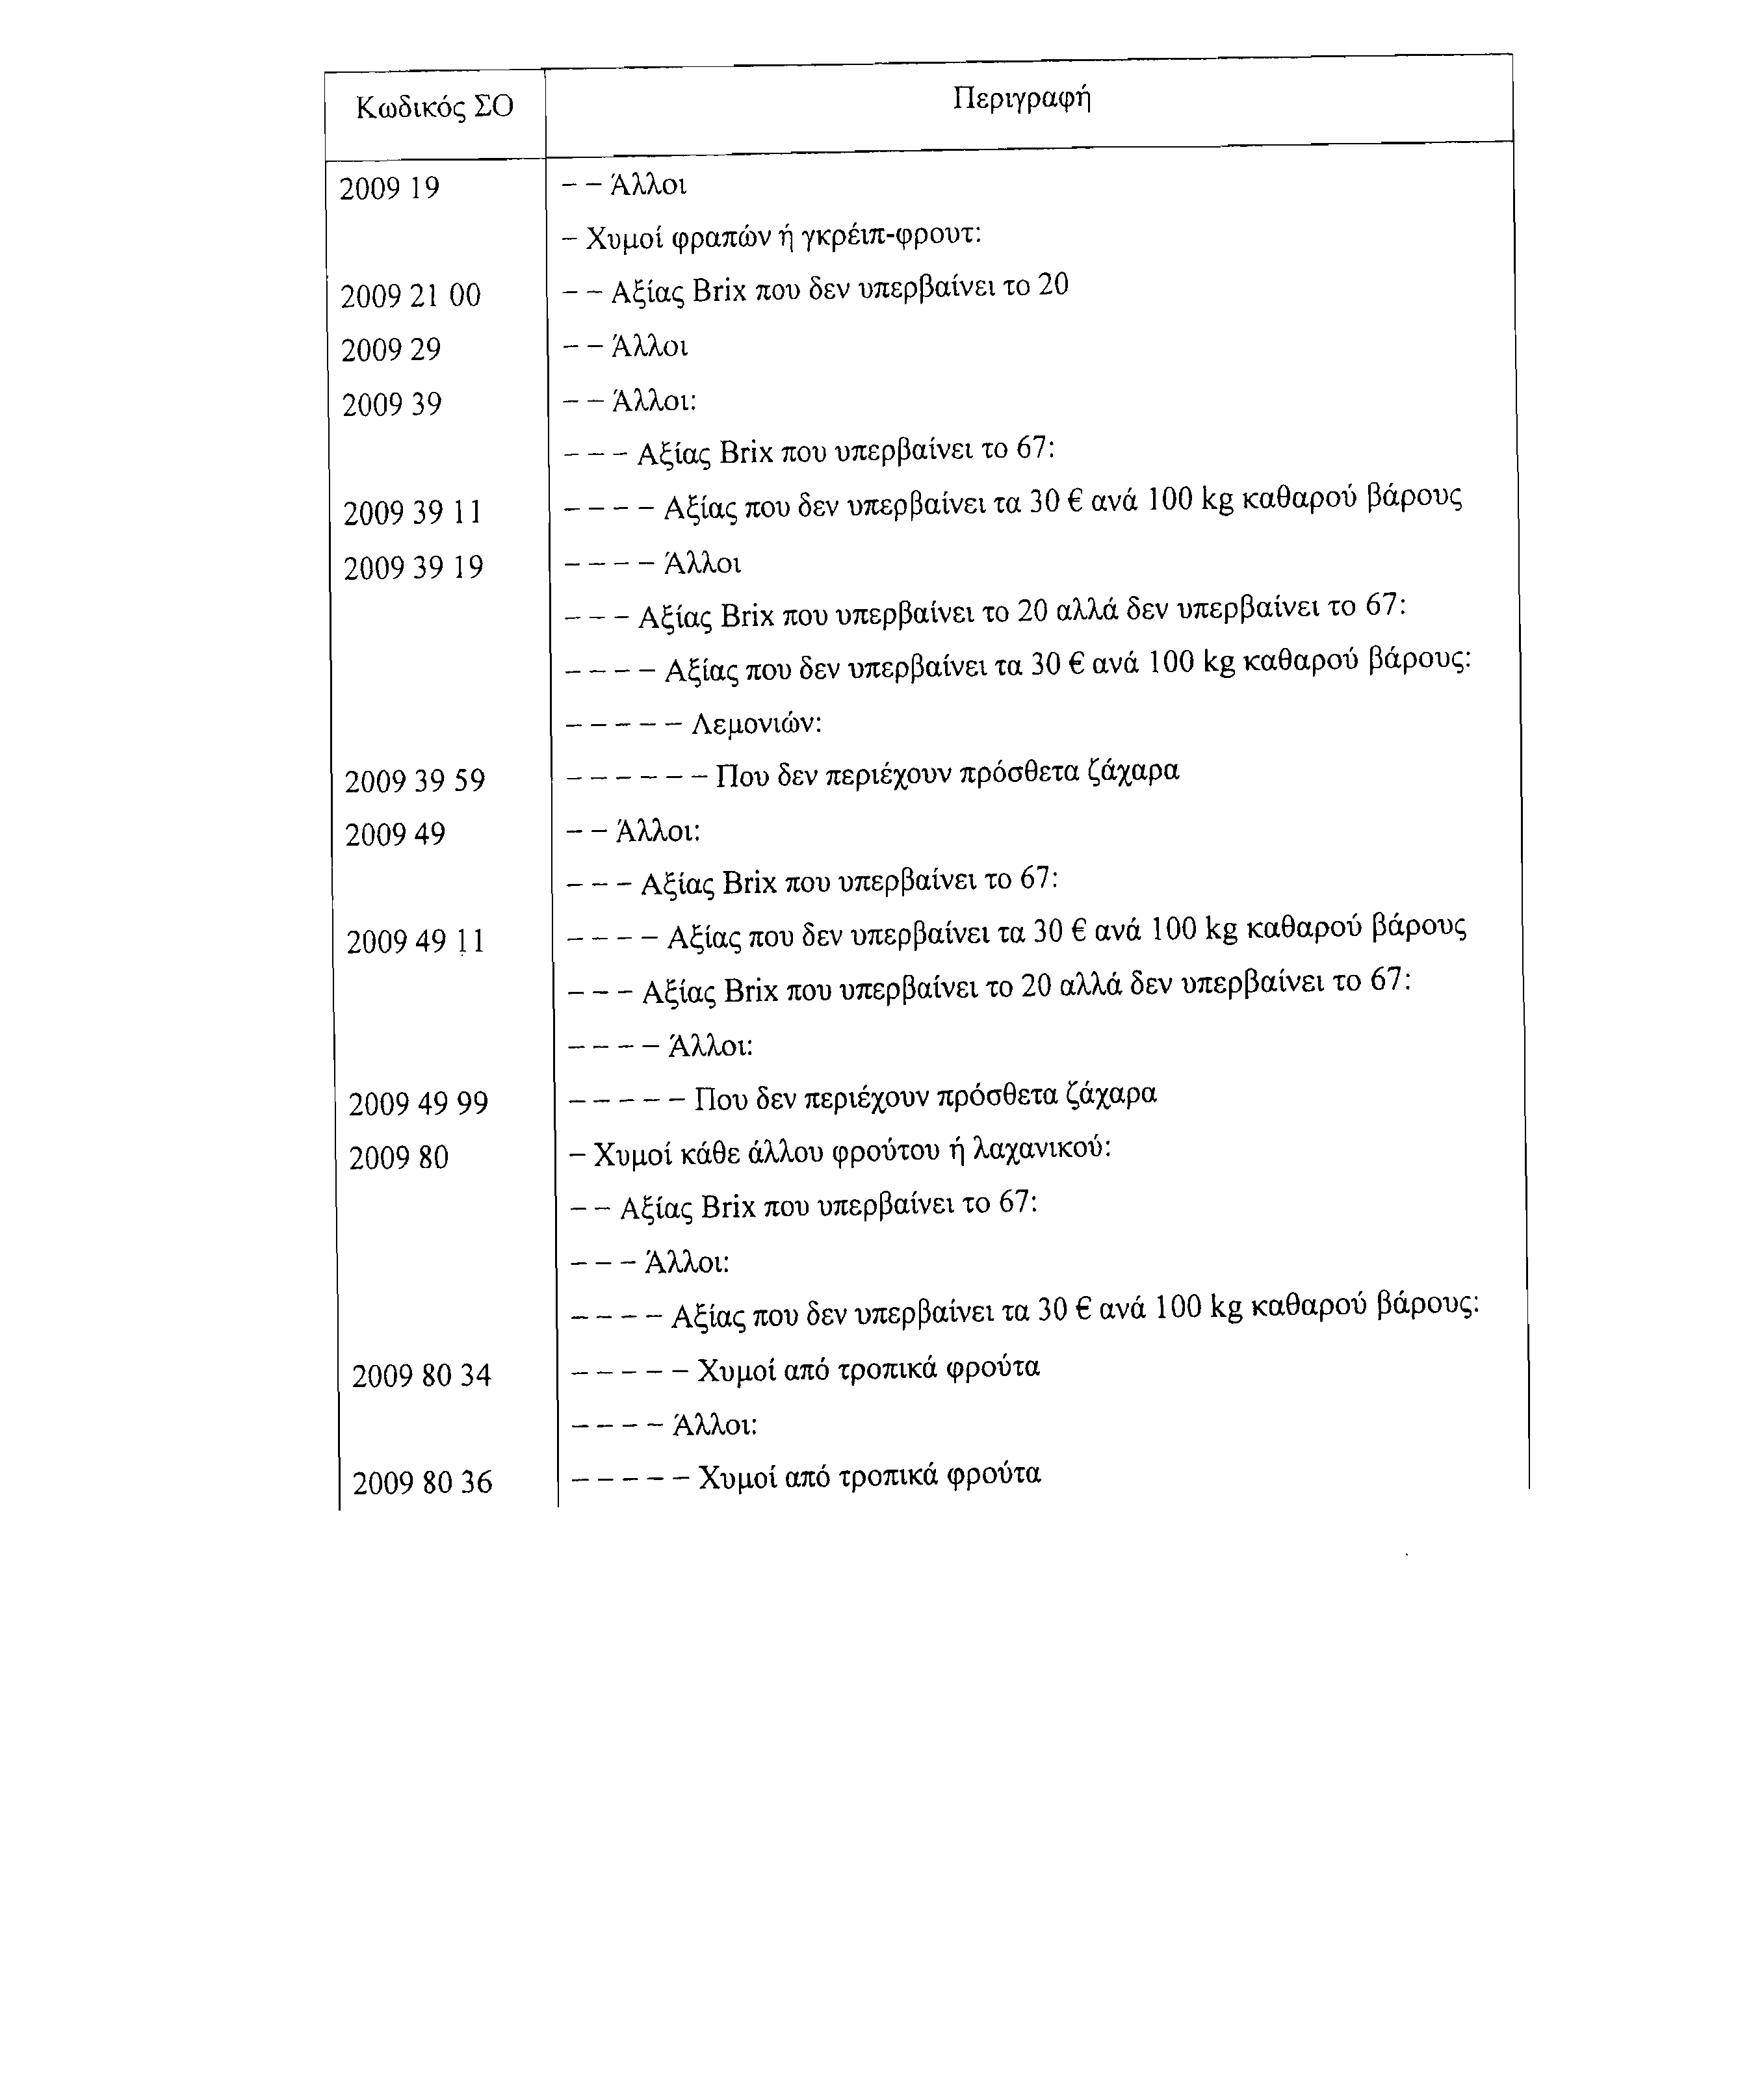 Κωδικός ΣΟ Περιγραφή
2009 19 – – Άλλοι
– Χυμοί φραπών ή γκρέιπ-φρουτ:
2009 21 00 – – Αξίας Brix που δεν υπερβαίνει το 20
2009 29 – – Άλλοι
2009 39 – – Άλλοι:
– – – Αξίας Brix που υπερβαίνει το 67:
2009 39 11 – – – – Αξίας που δεν υπερβαίνει τα 30 € ανά 100 kg καθαρού βάρους
2009 39 19 – – – – Άλλοι
– – – Αξίας Brix που υπερβαίνει το 20 αλλά δεν υπερβαίνει το 67:
– – – – Αξίας που δεν υπερβαίνει τα 30 € ανά 100 kg καθαρού βάρους:
– – – – – Λεμονιών:
2009 39 59 – – – – – – Που δεν περιέχουν πρόσθετα ζάχαρα
2009 49 – – Άλλοι:
– – – Αξίας Brix που υπερβαίνει το 67:
2009 49 11 – – – – Αξίας που δεν υπερβαίνει τα 30 € ανά 100 kg καθαρού βάρους
– – – Αξίας Brix που υπερβαίνει το 20 αλλά δεν υπερβαίνει το 67:
– – – – Άλλοι:
2009 49 99 – – – – – Που δεν περιέχουν πρόσθετα ζάχαρα
2009 80 – Χυμοί κάθε άλλου φρούτου ή λαχανικού:
– – Αξίας Brix που υπερβαίνει το 67:
– – – Άλλοι:
– – – – Αξίας που δεν υπερβαίνει τα 30 € ανά 100 kg καθαρού βάρους:
2009 80 34 – – – – – Χυμοί από τροπικά φρούτα
– – – – Άλλοι:
2009 80 36 – – – – – Χυμοί από τροπικά φρούτα